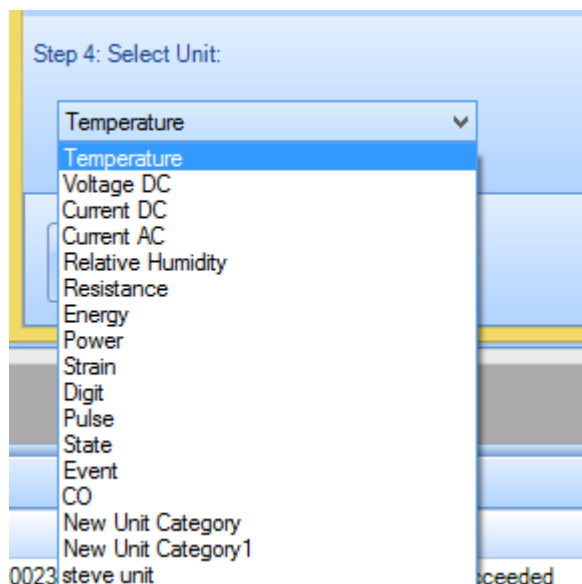 Step 4: Select Unit:
Temperature
Temperature
Voltage DC
Current DC
Current AC
Relative Humidity
Resistance
Energy
Power
Strain
Digit
Pulse
State
Event
CO
New Unit Category
New Unit Category1
0023 steve unit cceeded